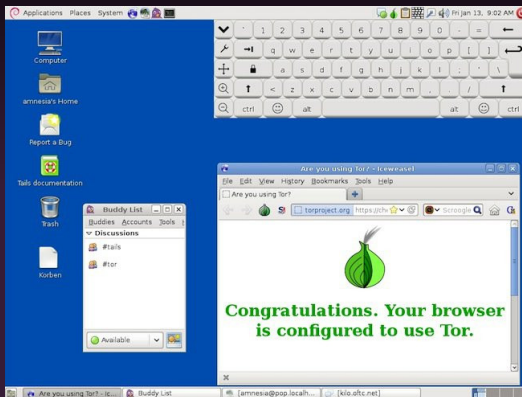 Applications Places System
Fri Jan 13, 9:02 AM
Computer
amnesia's Home
Report a Bug
Tails documentation
Trash
Korben
1 2 3 4 5 6 7 8 9 0 - =
q w e r t y u i o p [ ]
a s d f g h j k l ; ' \
< z x c v b n m , . /
ctrl alt alt ctrl
Buddy List
Buddies Accounts Tools
Discussions
#tails
#tor
Available
Are you using Tor? - Iceweasel
File Edit View History Bookmarks Tools Help
Are you using Tor?
torproject.org Scroogle
Congratulations. Your browser
is configured to use Tor.
Are you using Tor? - Ic...
Buddy List
[amnesia@pop.localh...
[kilo.oftc.net]